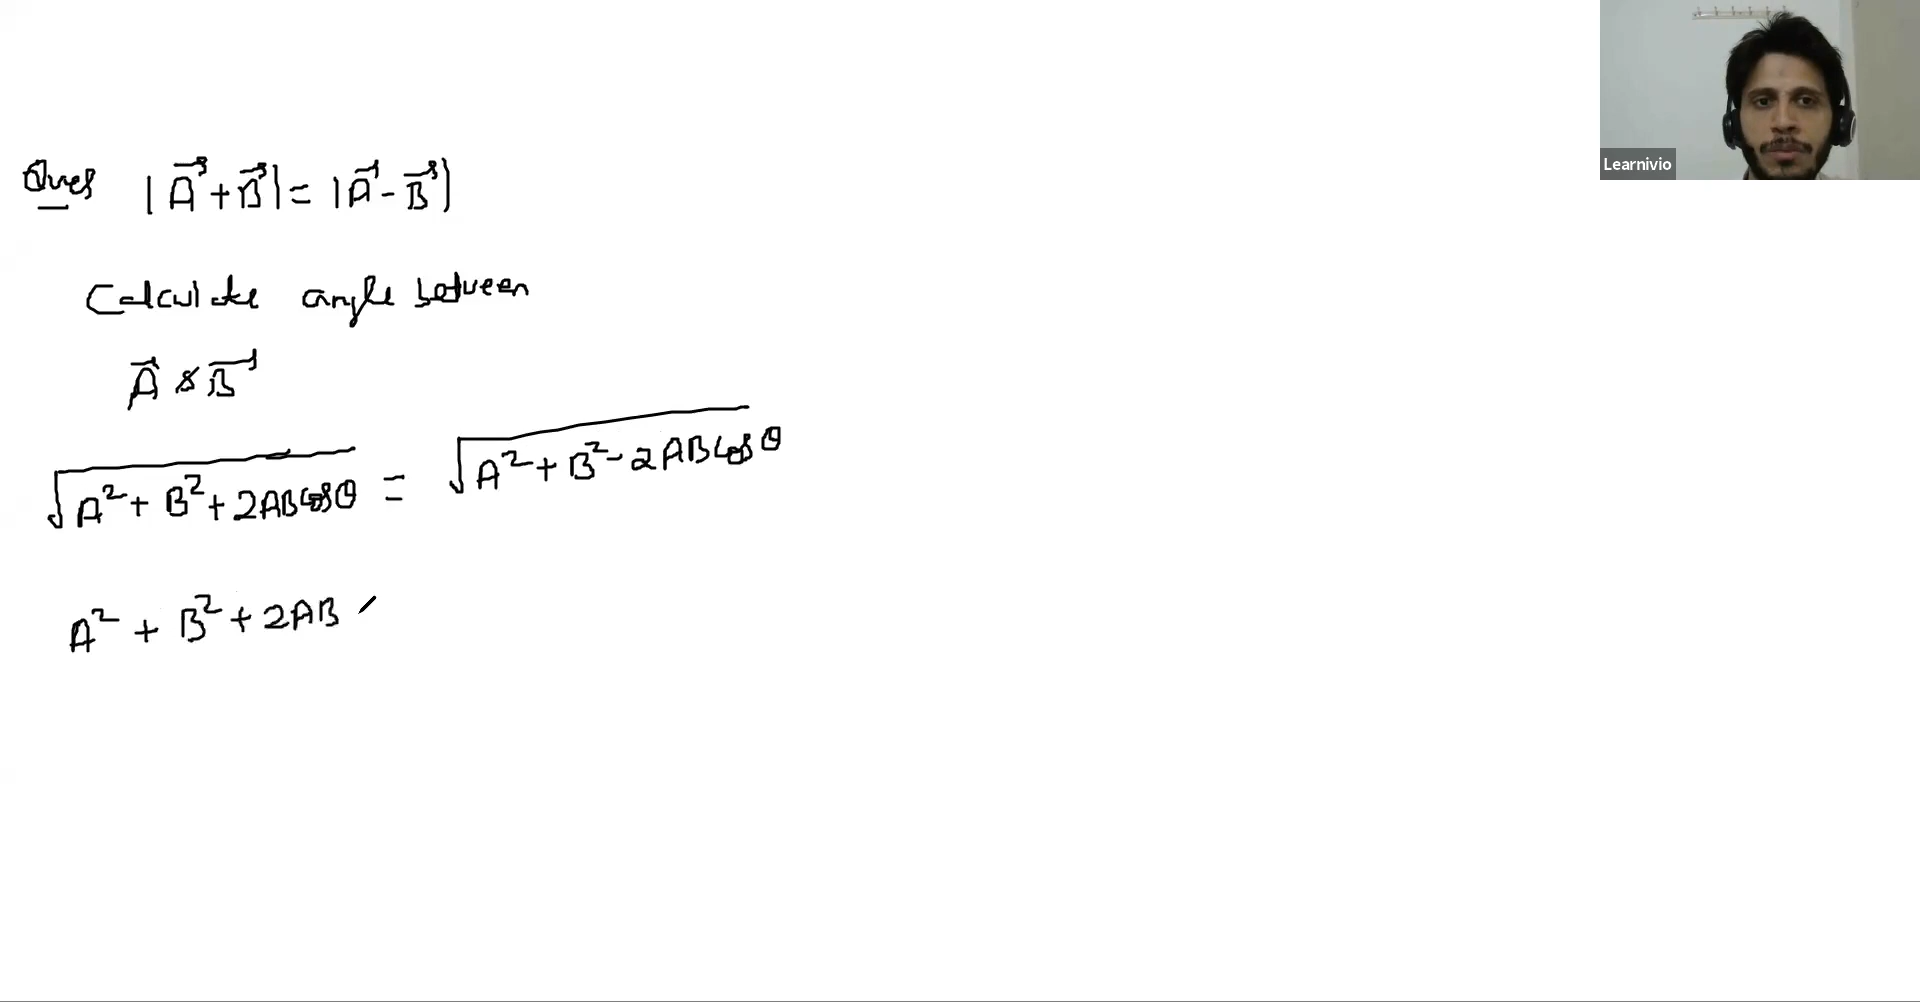 Ques |A⃗ + B⃗| = |A⃗ - B⃗|
Calculate angle between
A⃗ & B⃗
√(A² + B² + 2ABcosθ) = √(A² + B² - 2ABcosθ)
A² + B² + 2AB
Learnivio